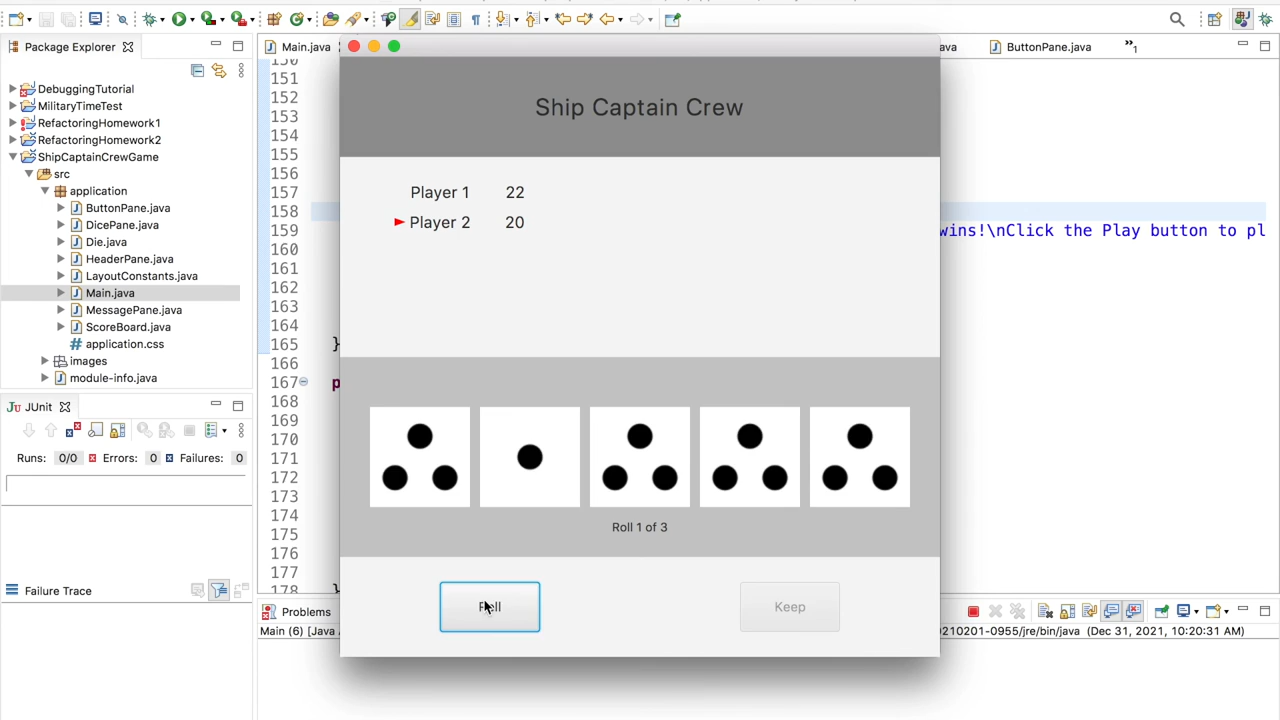 Package Explorer
Main.java
ava
ButtonPane.java
»1
DebuggingTutorial
MilitaryTimeTest
RefactoringHomework1
RefactoringHomework2
ShipCaptainCrewGame
src
application
ButtonPane.java
DicePane.java
Die.java
HeaderPane.java
LayoutConstants.java
Main.java
MessagePane.java
ScoreBoard.java
application.css
images
module-info.java
JUnit
Runs: 0/0 Errors: 0 Failures: 0
Failure Trace
150
151
152
153
154
155
156
157
158
159
160
161
162
163
164
165 }
166
167 p
168
169
170
171
172
173
174
175
176
177
178 }
wins!\nClick the Play button to pl
Ship Captain Crew
Player 1 22
Player 2 20
Roll 1 of 3
Keep
Problems
Main (6) [Java A
0210201-0955/jre/bin/java (Dec 31, 2021, 10:20:31 AM)